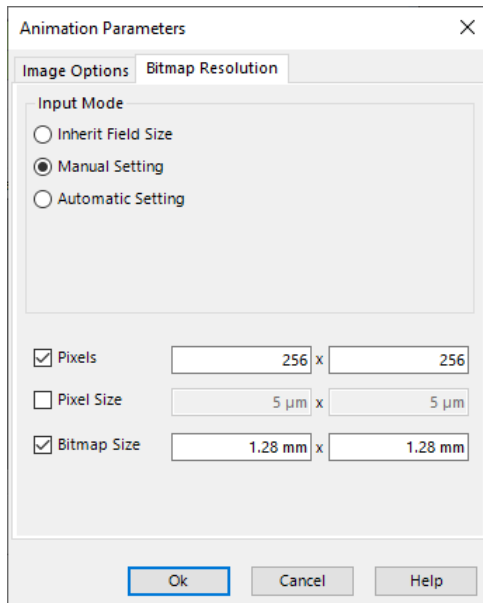 Animation Parameters
Image Options Bitmap Resolution
Input Mode
Inherit Field Size
Manual Setting
Automatic Setting
Pixels 256 x 256
Pixel Size 5 µm x 5 µm
Bitmap Size 1.28 mm x 1.28 mm
Ok Cancel Help